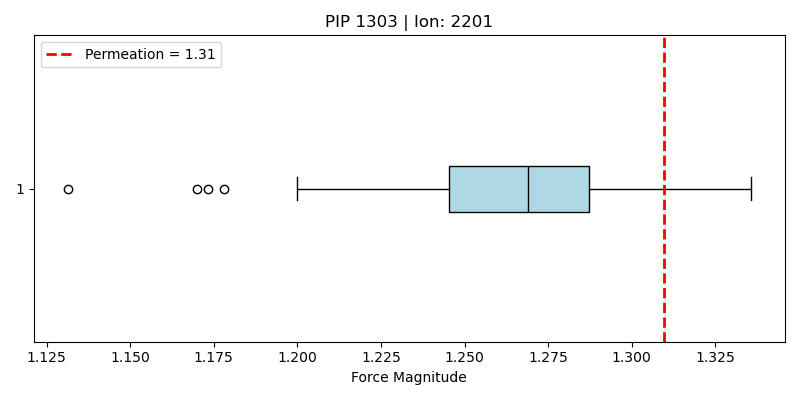 PIP 1303 | Ion: 2201
Permeation = 1.31
1
1.125 1.150 1.175 1.200 1.225 1.250 1.275 1.300 1.325
Force Magnitude